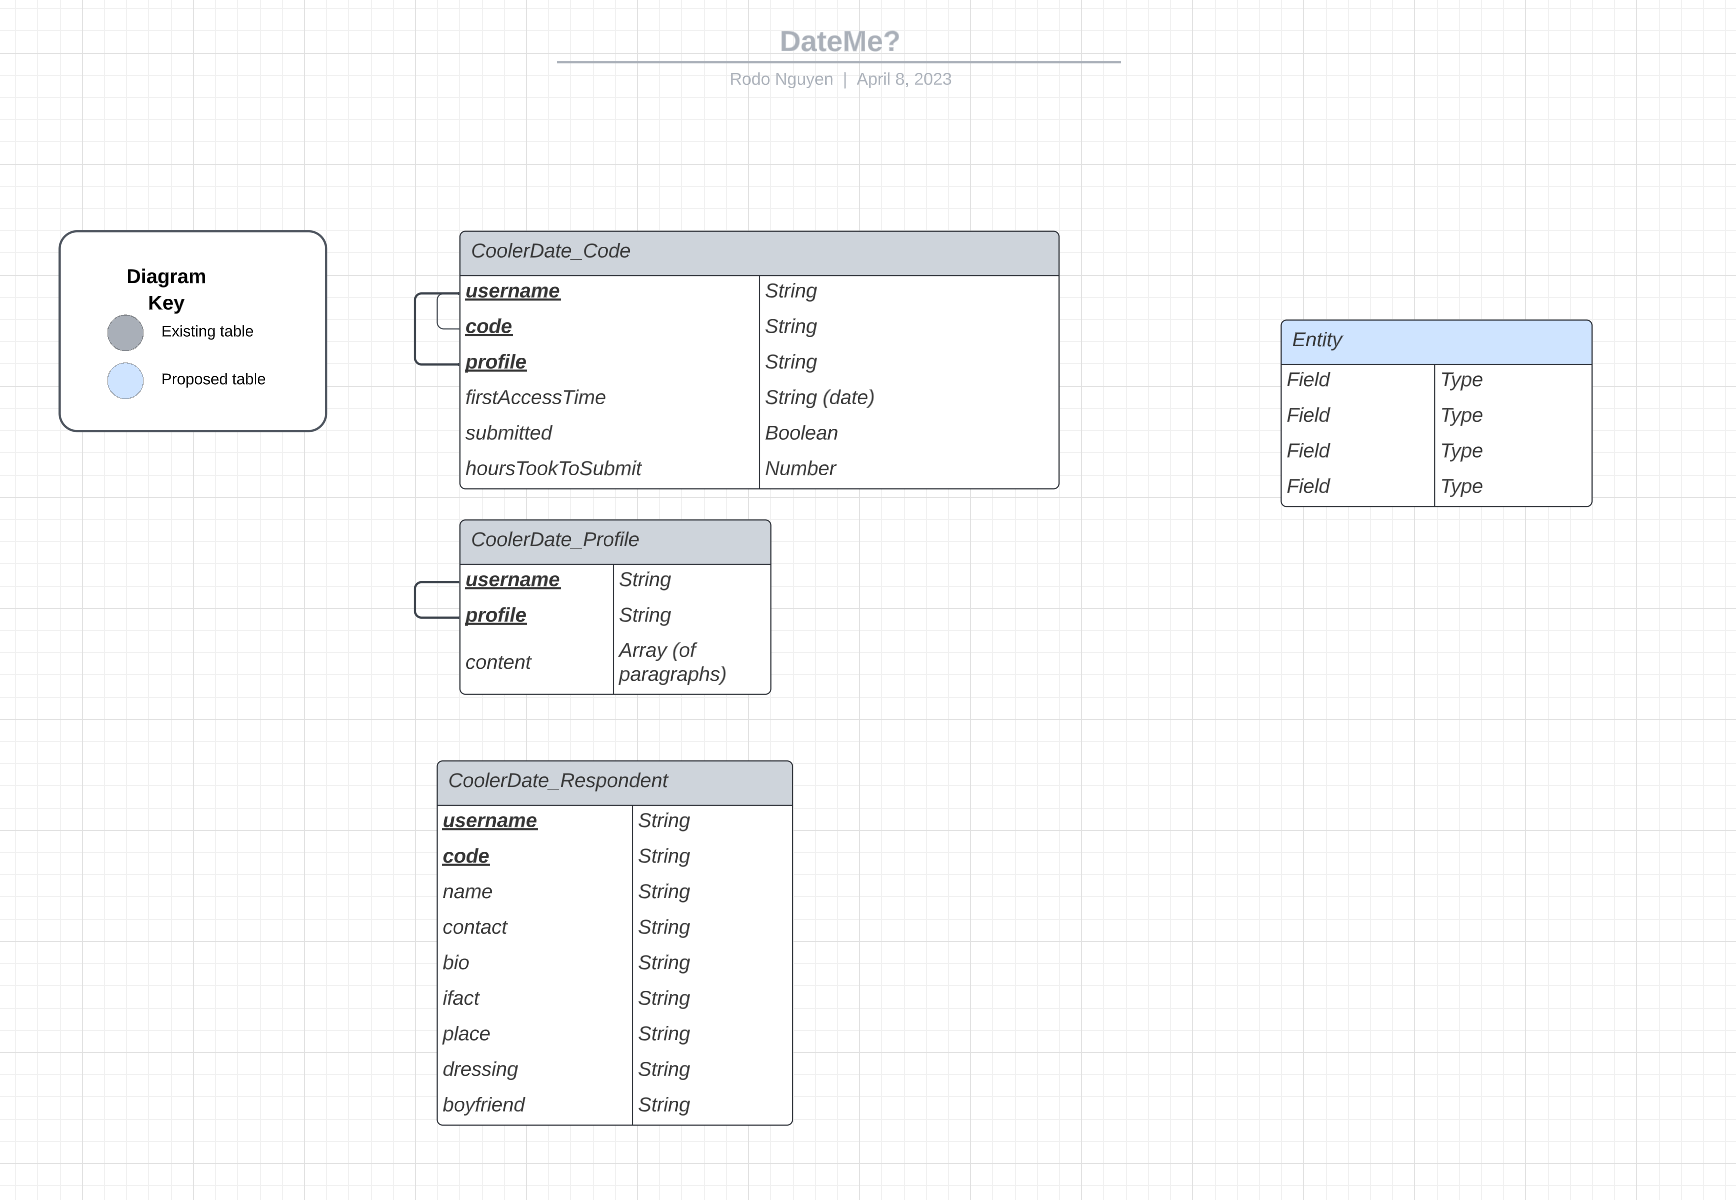 DateMe?
Rodo Nguyen | April 8, 2023
Diagram
Key
Existing table
Proposed table
CoolerDate_Code
username String
code String
profile String
firstAccessTime String (date)
submitted Boolean
hoursTookToSubmit Number
Entity
Field Type
Field Type
Field Type
Field Type
CoolerDate_Profile
username String
profile String
content Array (of
paragraphs)
CoolerDate_Respondent
username String
code String
name String
contact String
bio String
ifact String
place String
dressing String
boyfriend String